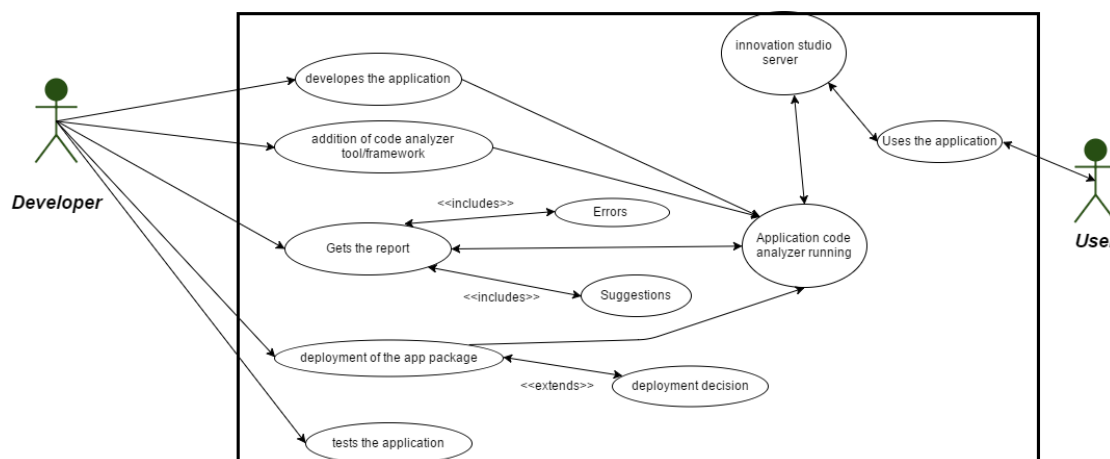 innovation studio
server
developes the application
addition of code analyzer
tool/framework
Uses the application
Developer
<<includes>>
Errors
User
Gets the report
Application code
analyzer running
<<includes>>
Suggestions
deployment of the app package
<<extends>>
deployment decision
tests the application